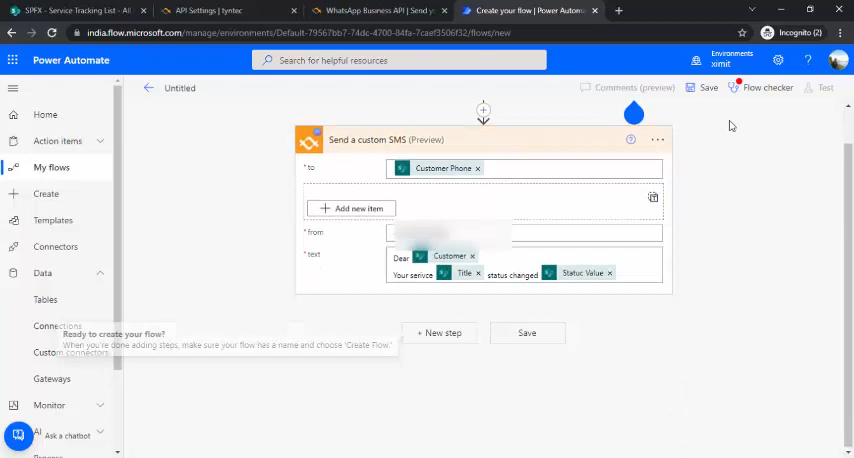 SPFX - Service Tracking List - All
API Settings | tyntec
WhatsApp Business API | Send yo
Create your flow | Power Automate
india.flow.microsoft.com/manage/environments/Default-79567bb7-74dc-4700-84fa-7caef3506f32/flows/new
Incognito (2)
Power Automate
Search for helpful resources
Environments
ximit
Untitled
Comments (preview)
Save
Flow checker
Test
Home
Action items
My flows
Create
Templates
Connectors
Data
Tables
Connections
Custom connectors
Gateways
Monitor
AI
Ask a chatbot
Process
Send a custom SMS (Preview)
* to
Customer Phone
Add new item
* from
* text
Dear Customer
Your serivce Title status changed Status Value
+ New step
Save
Ready to create your flow?
When you're done adding steps, make sure your flow has a name and choose 'Create Flow.'